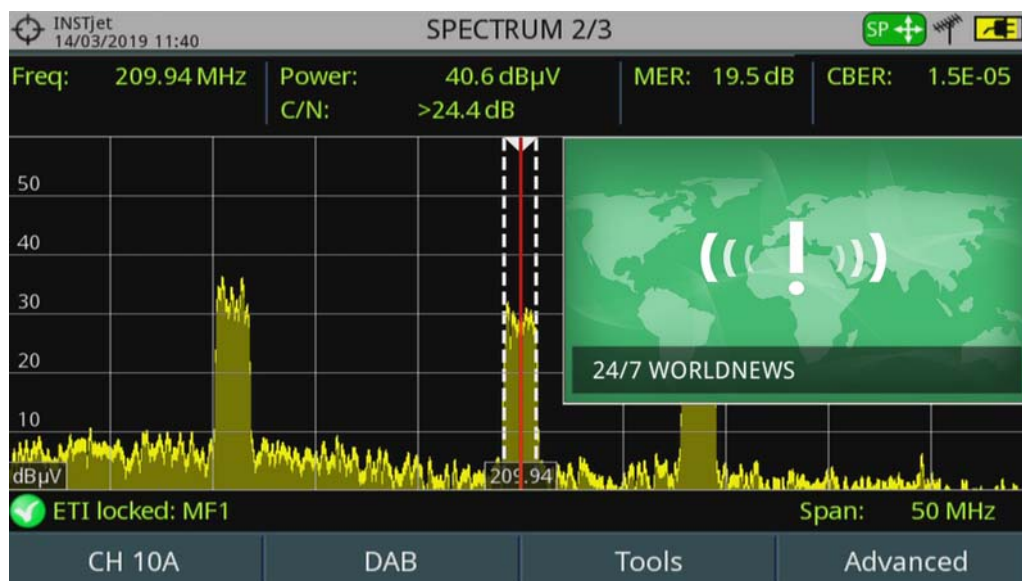 INSTjet
14/03/2019 11:40
SPECTRUM 2/3
SP
Freq: 209.94 MHz
Power: 40.6 dBµV
MER: 19.5 dB
CBER: 1.5E-05
C/N: >24.4 dB
50
40
30
20
10
dBµV
209.94
24/7 WORLDNEWS
ETI locked: MF1
Span: 50 MHz
CH 10A
DAB
Tools
Advanced